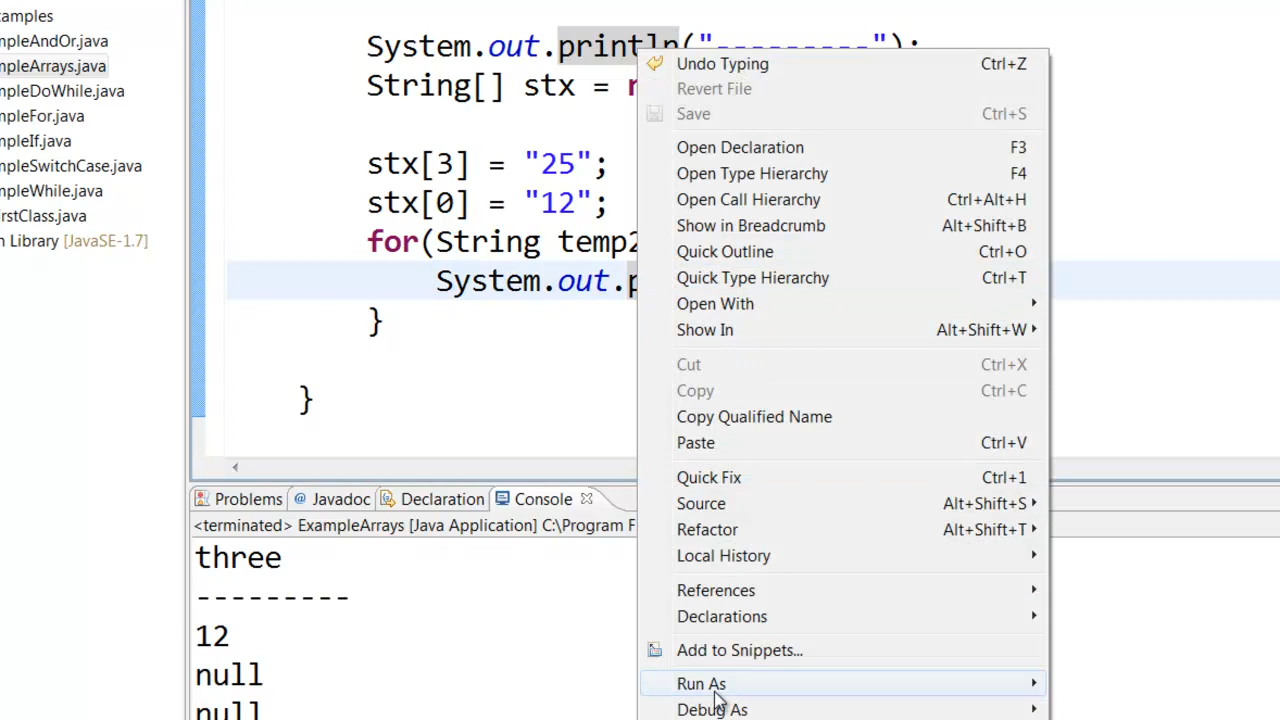 amples
mpleAndOr.java
mpleArrays.java
mpleDoWhile.java
mpleFor.java
mpleIf.java
mpleSwitchCase.java
mpleWhile.java
irstClass.java
n Library [JavaSE-1.7]
System.out.println("---------");
String[] stx =
stx[3] = "25";
stx[0] = "12";
for(String temp2
System.out.p
}
}
Undo Typing Ctrl+Z
Revert File
Save Ctrl+S
Open Declaration F3
Open Type Hierarchy F4
Open Call Hierarchy Ctrl+Alt+H
Show in Breadcrumb Alt+Shift+B
Quick Outline Ctrl+O
Quick Type Hierarchy Ctrl+T
Open With
Show In Alt+Shift+W
Cut Ctrl+X
Copy Ctrl+C
Copy Qualified Name
Paste Ctrl+V
Quick Fix Ctrl+1
Source Alt+Shift+S
Refactor Alt+Shift+T
Local History
References
Declarations
Add to Snippets...
Run As
Debug As
Problems @ Javadoc Declaration Console
<terminated> ExampleArrays [Java Application] C:\Program F
three
---------
12
null
null